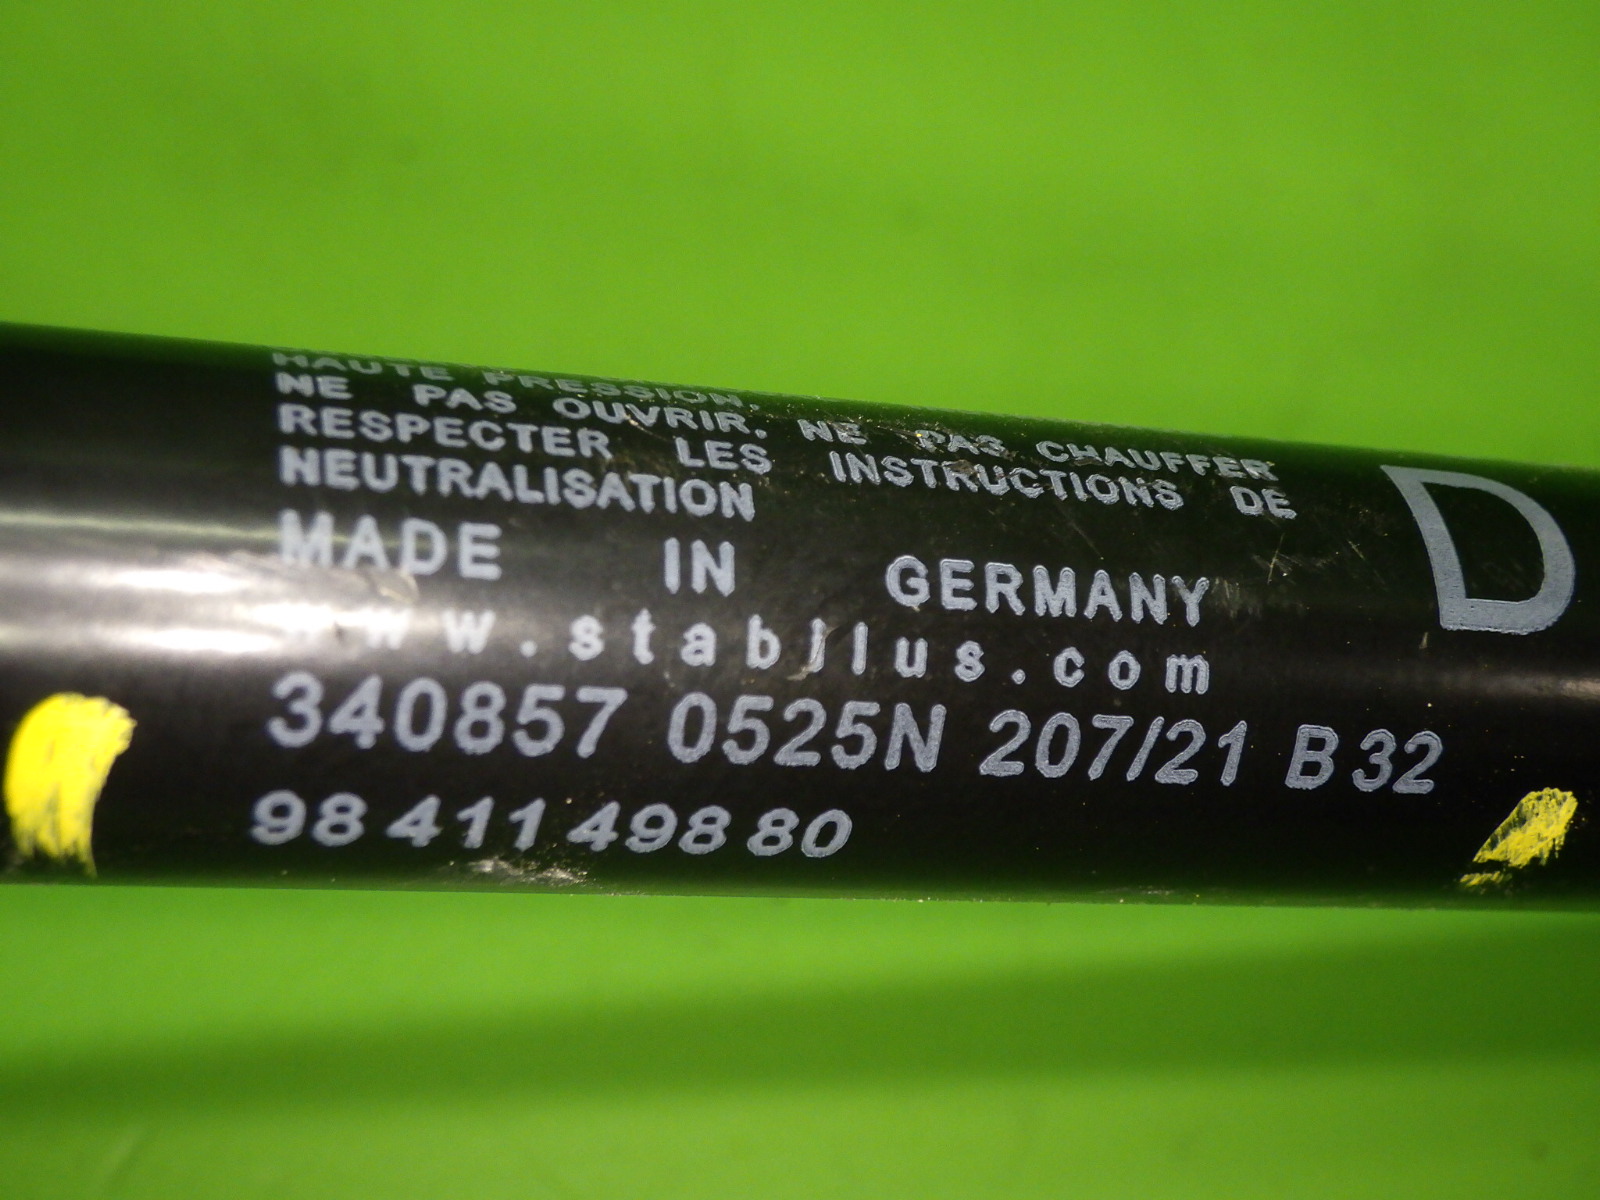 HAUTE PRESSION.
NE PAS OUVRIR. NE PAS CHAUFFER
RESPECTER LES INSTRUCTIONS DE
NEUTRALISATION
MADE IN GERMANY
www.stabilus.com
340857 0525N 207/21 B32
98 411 498 80
D